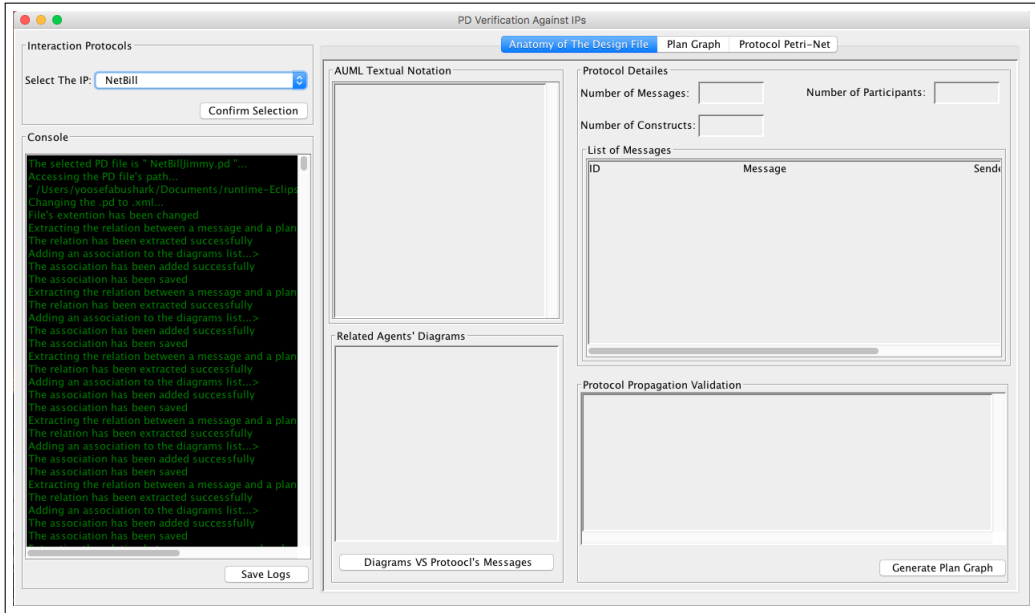 PD Verification Against IPs
Interaction Protocols
Select The IP: NetBill
Confirm Selection
Console
The selected PD file is " NetBillJimmy.pd "...
Accessing the PD file's path...
" /Users/yoosefabushark/Documents/runtime-Eclips
Changing the .pd to .xml...
File's extention has been changed
Extracting the relation between a message and a plan
The relation has been extracted successfully
Adding an association to the diagrams list...>
The association has been added successfully
The association has been saved
Extracting the relation between a message and a plan
The relation has been extracted successfully
Adding an association to the diagrams list...>
The association has been added successfully
The association has been saved
Extracting the relation between a message and a plan
The relation has been extracted successfully
Adding an association to the diagrams list...>
The association has been added successfully
The association has been saved
Extracting the relation between a message and a plan
The relation has been extracted successfully
Adding an association to the diagrams list...>
The association has been added successfully
The association has been saved
Extracting the relation between a message and a plan
The relation has been extracted successfully
Adding an association to the diagrams list...>
The association has been added successfully
The association has been saved
Save Logs
Anatomy of The Design File Plan Graph Protocol Petri-Net
AUML Textual Notation
Related Agents' Diagrams
Diagrams VS Protoocl's Messages
Protocol Detailes
Number of Messages: Number of Participants:
Number of Constructs:
List of Messages
ID Message Sende
Protocol Propagation Validation
Generate Plan Graph